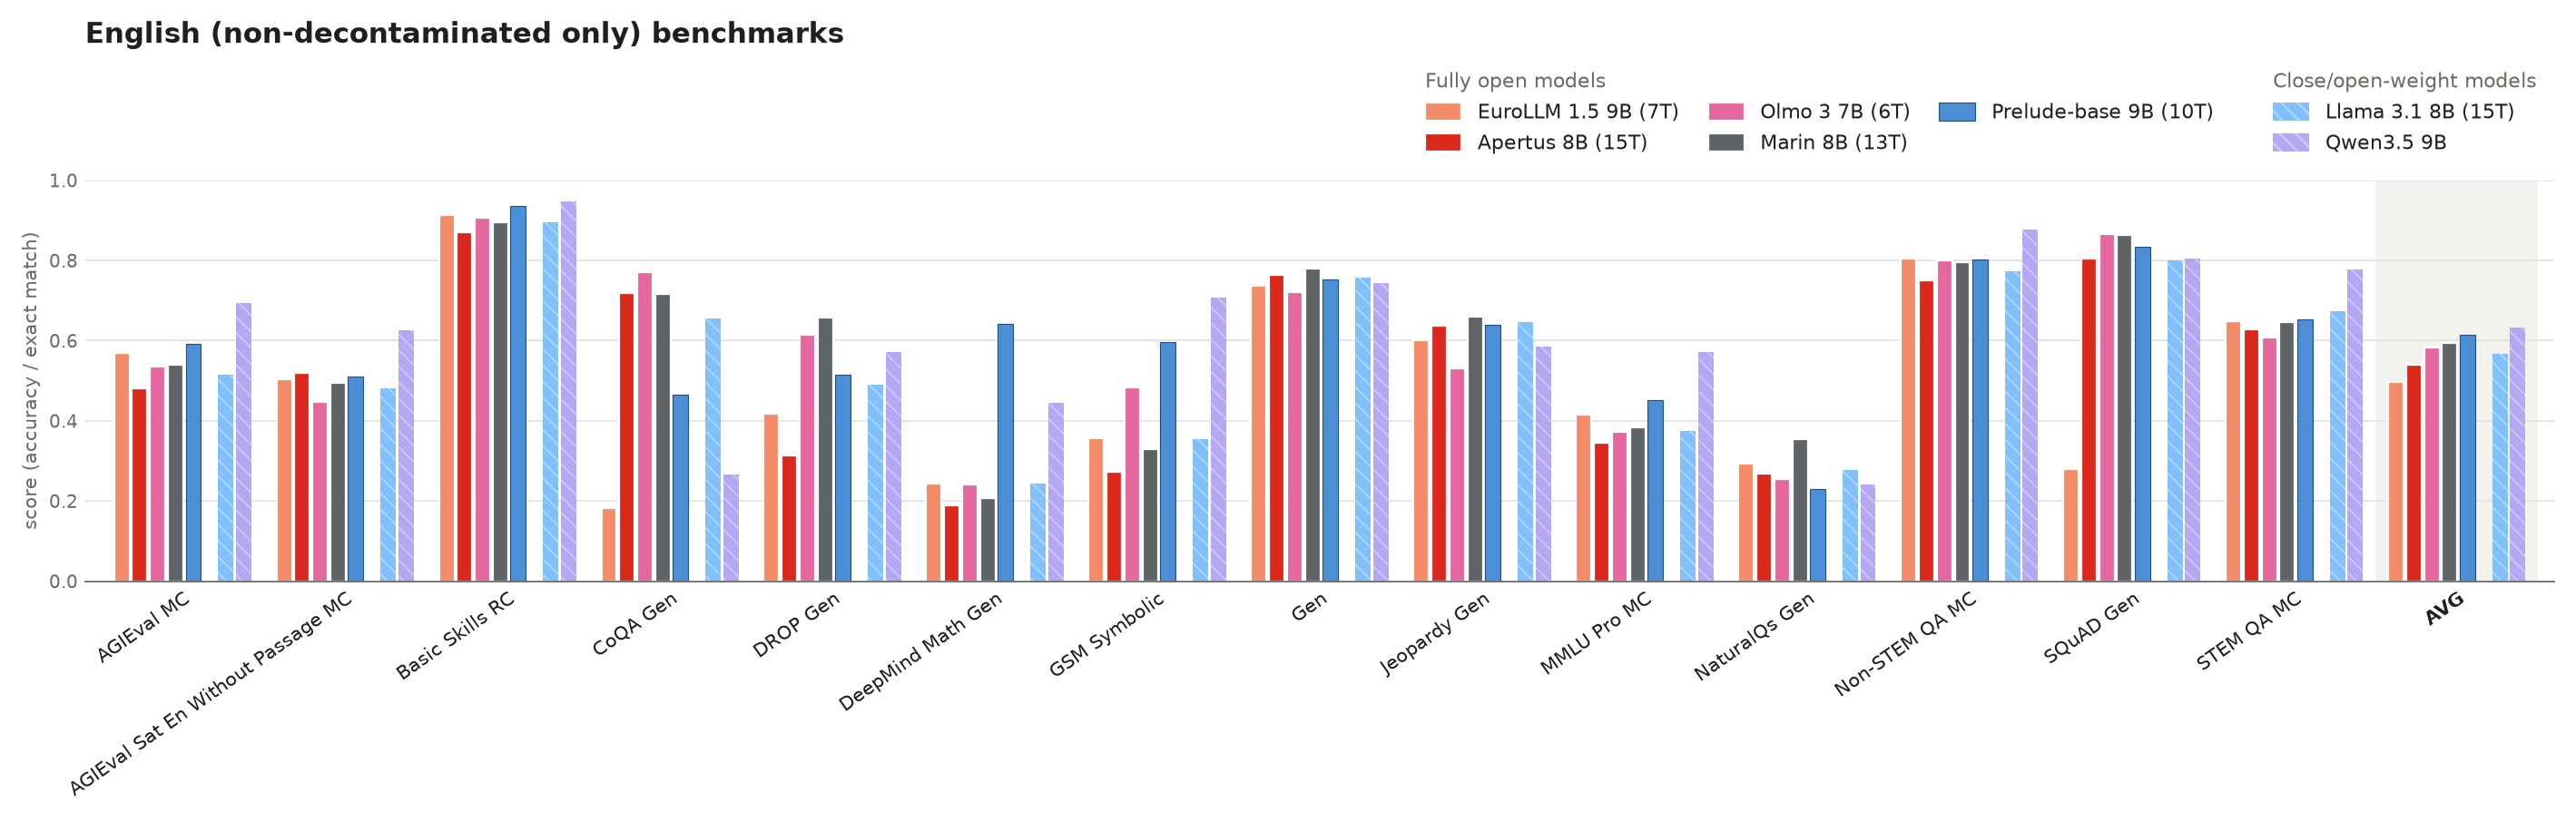 English (non-decontaminated only) benchmarks
Fully open models
EuroLLM 1.5 9B (7T)
Apertus 8B (15T)
Olmo 3 7B (6T)
Marin 8B (13T)
Prelude-base 9B (10T)
Close/open-weight models
Llama 3.1 8B (15T)
Qwen3.5 9B
score (accuracy / exact match)
1.0
0.8
0.6
0.4
0.2
0.0
AGIEval MC
AGIEval Sat En Without Passage MC
Basic Skills RC
CoQA Gen
DROP Gen
DeepMind Math Gen
GSM Symbolic
Gen
Jeopardy Gen
MMLU Pro MC
NaturalQs Gen
Non-STEM QA MC
SQuAD Gen
STEM QA MC
AVG